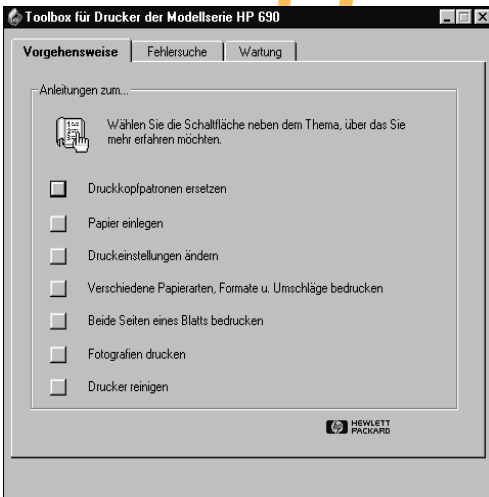 Toolbox für Drucker der Modellserie HP 690
Vorgehensweise
Fehlersuche
Wartung
Anleitungen zum...
Wählen Sie die Schaltfläche neben dem Thema, über das Sie
mehr erfahren möchten.
Druckkopfpatronen ersetzen
Papier einlegen
Druckeinstellungen ändern
Verschiedene Papierarten, Formate u. Umschläge bedrucken
Beide Seiten eines Blatts bedrucken
Fotografien drucken
Drucker reinigen
HEWLETT
PACKARD